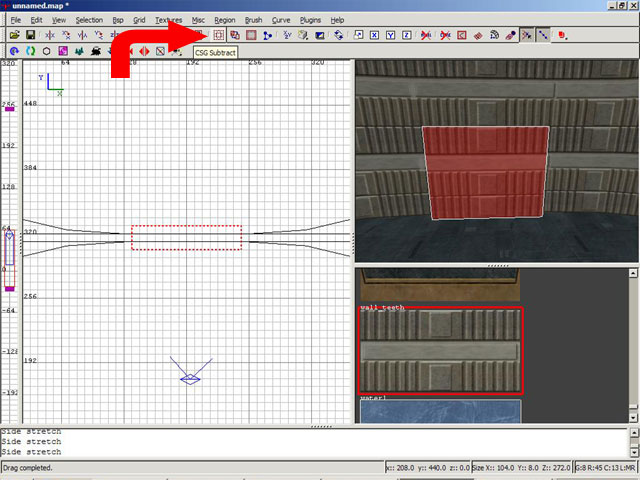 unnamed.map *
File Edit View Selection Bsp Grid Textures Misc Region Brush Curve Plugins Help
CSG Subtract
64 192 256 320
Y
X
448
384
320
256
192
320
256
192
128
64
0
-64
-128
-192
wall_teeth
water1
Side stretch
Side stretch
Side stretch
Drag completed.
x:: 208.0 y:: 440.0 z:: 0.0 Size X:: 104.0 Y:: 8.0 Z:: 272.0 G:8 R:45 C:13 L:MR